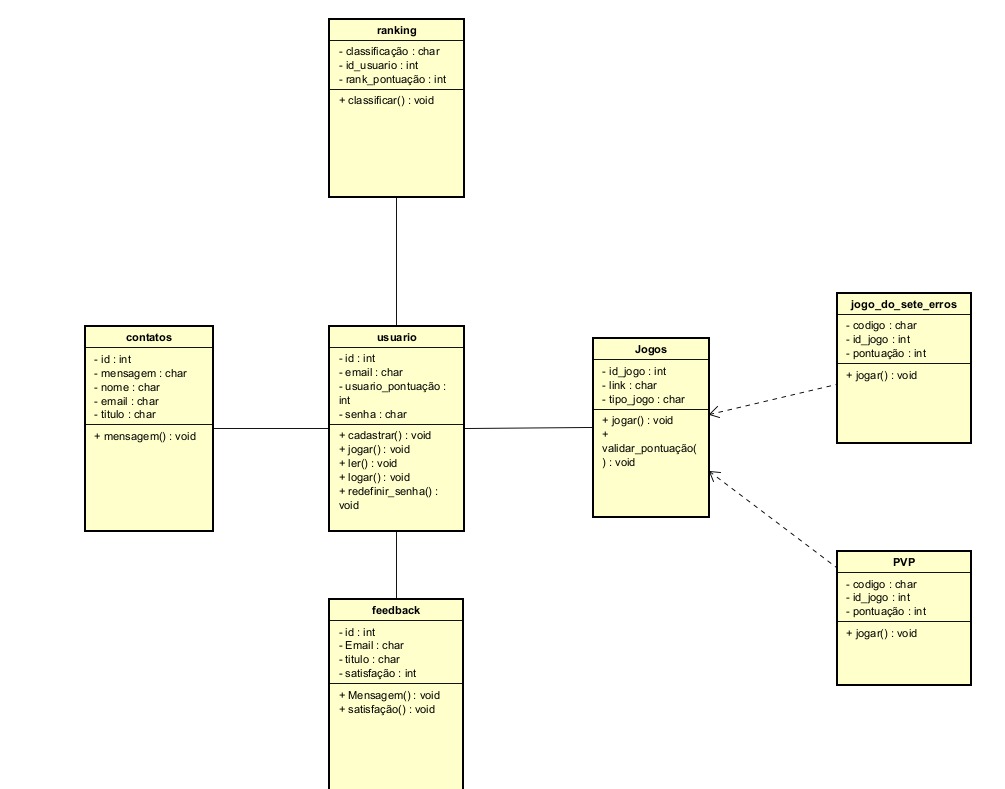 ranking
- classificação : char
- id_usuario : int
- rank_pontuação : int
+ classificar() : void
contatos
- id : int
- mensagem : char
- nome : char
- email : char
- titulo : char
+ mensagem() : void
usuario
- id : int
- email : char
- usuario_pontuação :
int
- senha : char
+ cadastrar() : void
+ jogar() : void
+ ler() : void
+ logar() : void
+ redefinir_senha() :
void
Jogos
- id_jogo : int
- link : char
- tipo_jogo : char
+ jogar() : void
+
validar_pontuação(
) : void
jogo_do_sete_erros
- codigo : char
- id_jogo : int
- pontuação : int
+ jogar() : void
PVP
- codigo : char
- id_jogo : int
- pontuação : int
+ jogar() : void
feedback
- id : int
- Email : char
- titulo : char
- satisfação : int
+ Mensagem() : void
+ satisfação() : void